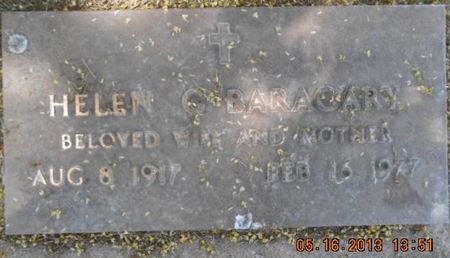 HELEN C BARAGARY
BELOVED WIFE AND MOTHER
AUG 8 1917 FEB 16 1977
05.16.2013 13:51